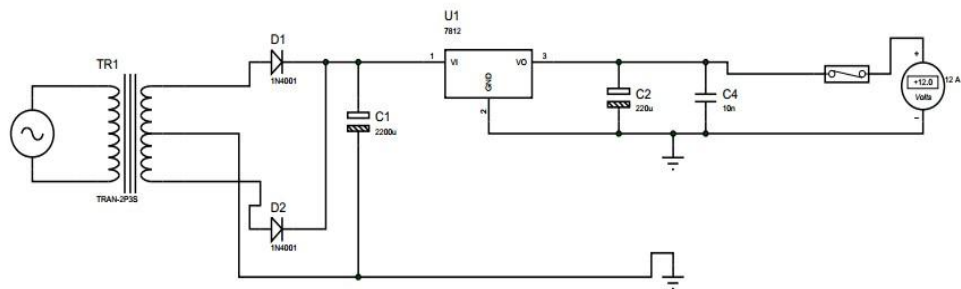 U1
7812
D1
1N4001
TR1
TRAN-2P3S
1
VI
VO
3
GND
2
C1
2200u
C2
220u
C4
10n
+
+12.0
Volts
12 A
D2
1N4001